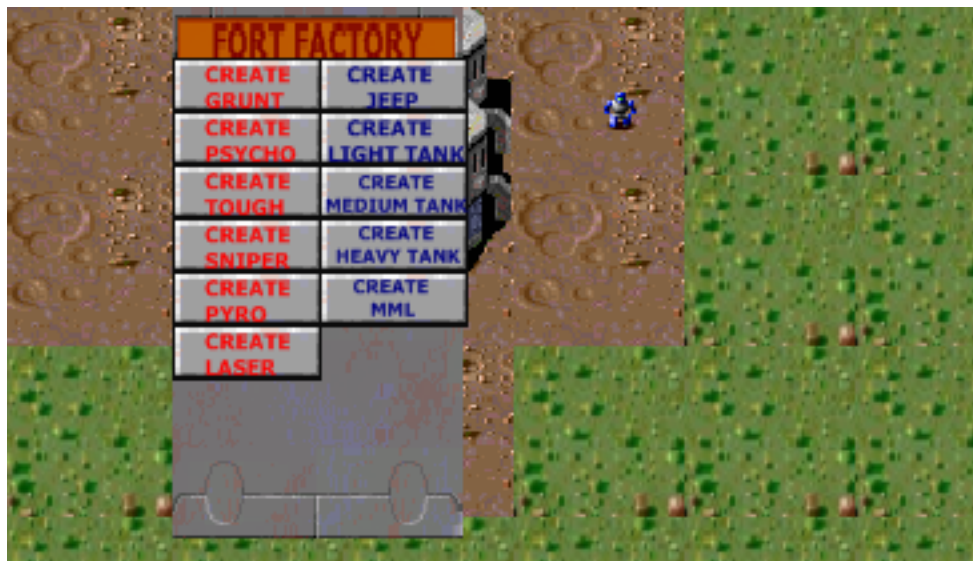 FORT FACTORY
CREATE
GRUNT
CREATE
JEEP
CREATE
PSYCHO
CREATE
LIGHT TANK
CREATE
TOUGH
CREATE
MEDIUM TANK
CREATE
SNIPER
CREATE
HEAVY TANK
CREATE
PYRO
CREATE
MML
CREATE
LASER